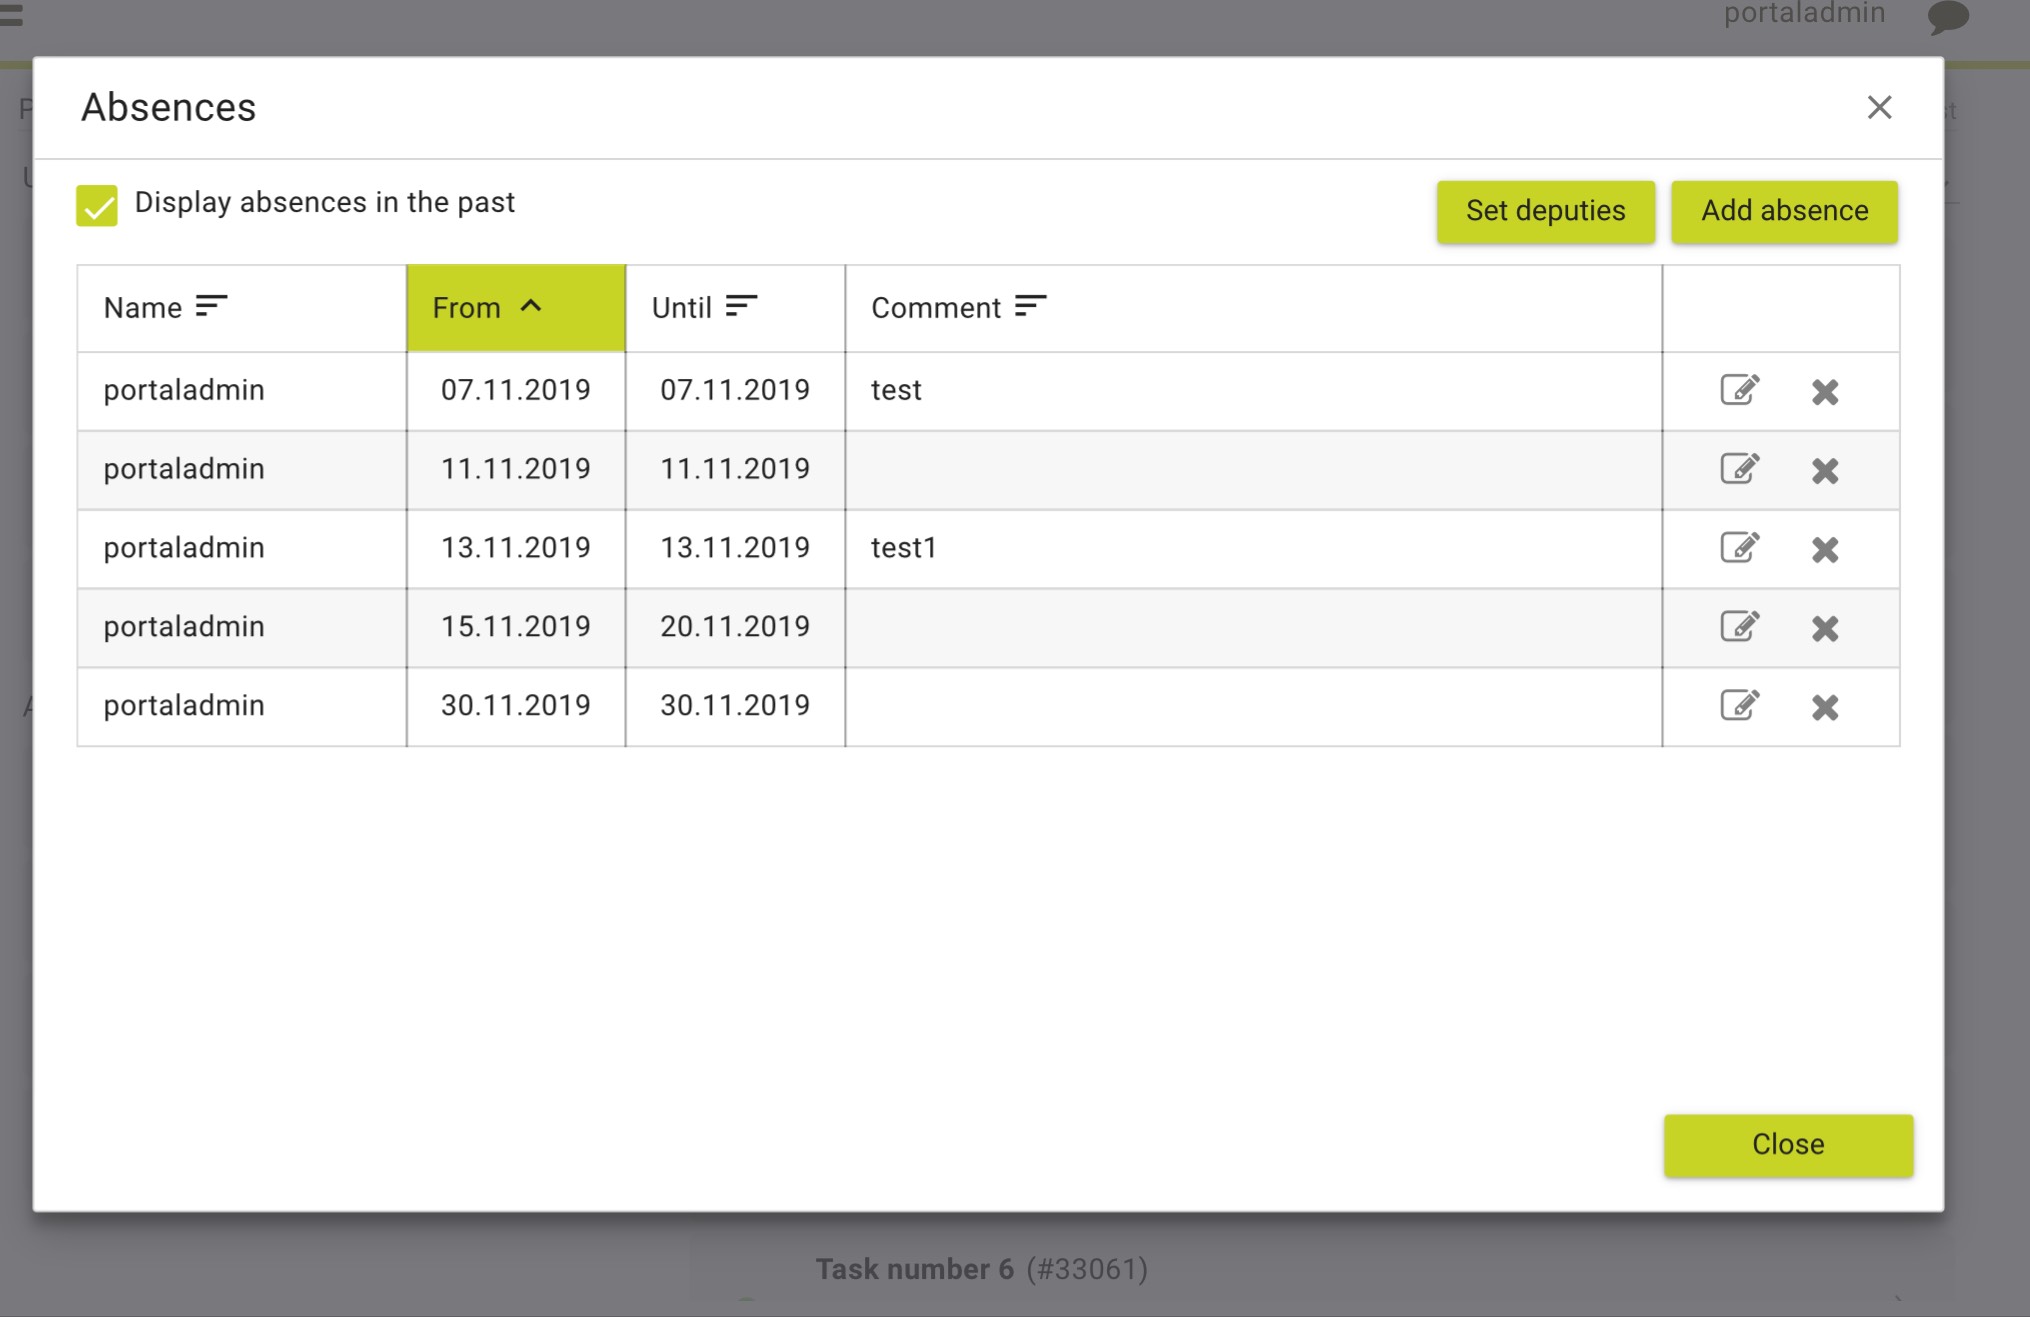 portaladmin
Absences
Display absences in the past
Set deputies
Add absence
Name From Until Comment
portaladmin 07.11.2019 07.11.2019 test
portaladmin 11.11.2019 11.11.2019
portaladmin 13.11.2019 13.11.2019 test1
portaladmin 15.11.2019 20.11.2019
portaladmin 30.11.2019 30.11.2019
Close
Task number 6 (#33061)